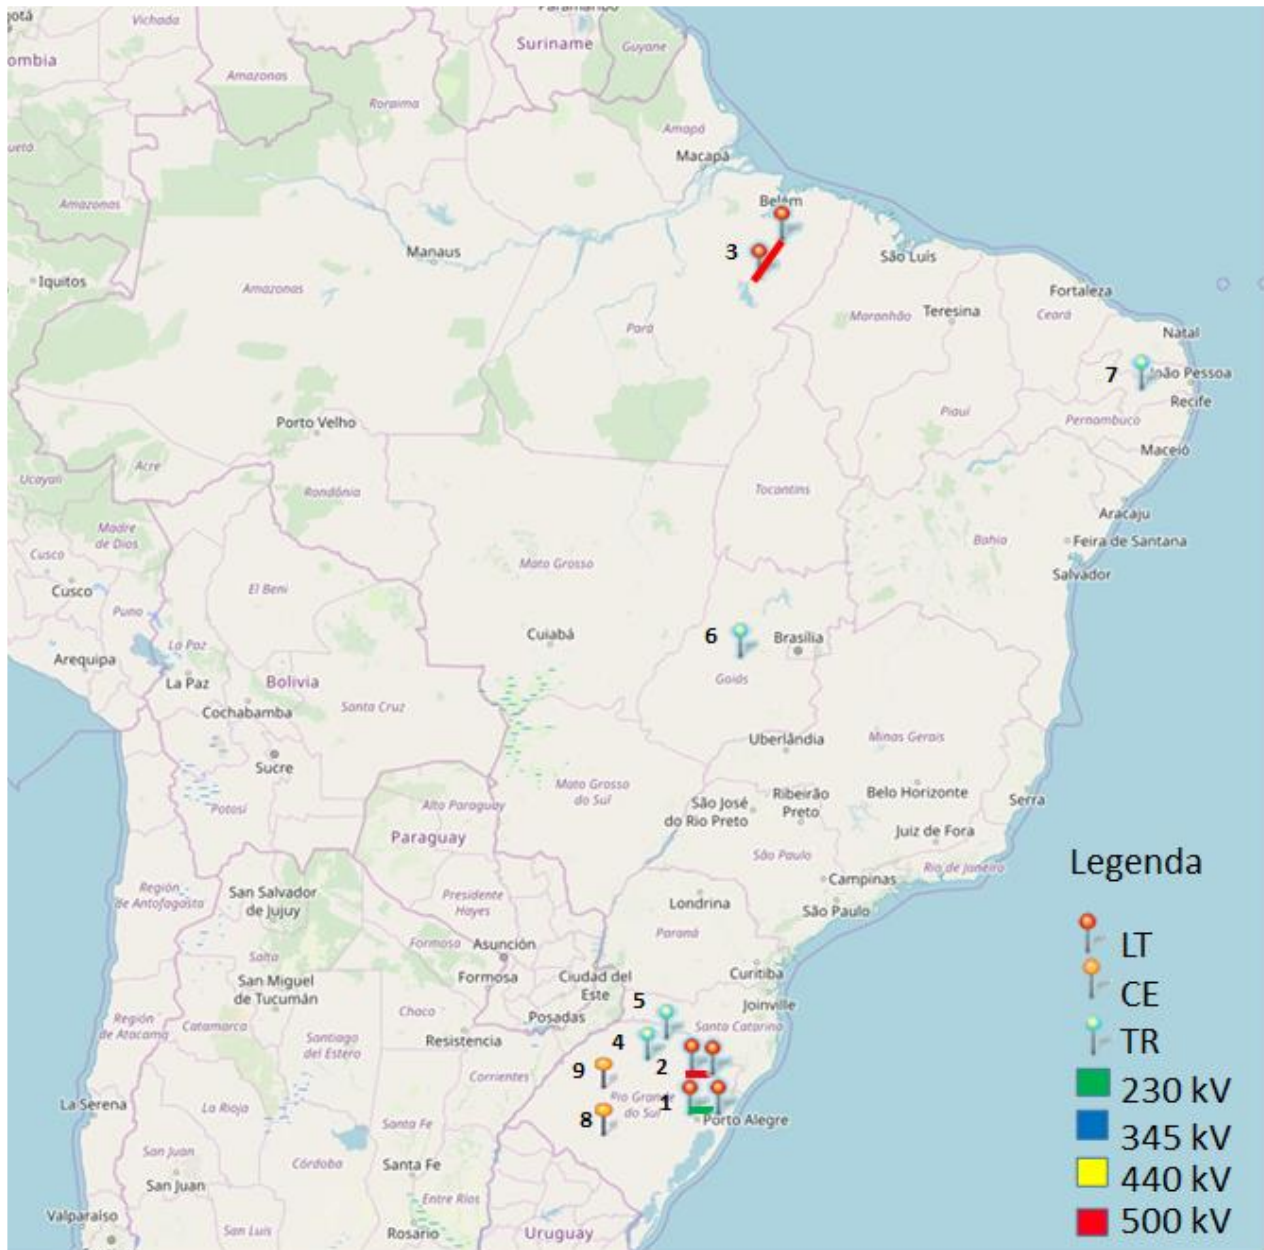 Paramaribo
gotá
Vichada
Suriname
Guyane
ombia
Amazonas
Roraima
Amapá
Macapá
Amazonas
Belém
Manaus
3
São Luís
Iquitos
Amazonas
Fortaleza
Pará
Maranhão
Teresina
Ceará
Natal
7
João Pessoa
Recife
Porto Velho
Piauí
Pernambuco
Maceió
Acre
Ucayali
Rondônia
Tocantins
Madre
de Dios
Aracaju
Cusco
Mato Grosso
Bahia
Feira de Santana
Salvador
Cusco
El Beni
Puno
Cuiabá
6
Brasília
La Paz
Arequipa
La Paz
Bolivia
Goiás
Cochabamba
Santa Cruz
Uberlândia
Minas Gerais
Sucre
Potosí
Alto Paraguay
Mato Grosso
do Sul
São José
do Rio Preto
Ribeirão
Preto
Belo Horizonte
Serra
Paraguay
Juiz de Fora
São Paulo
Rio de Janeiro
Legenda
Campinas
Región
de Antofagasta
San Salvador
de Jujuy
Presidente
Hayes
Londrina
São Paulo
LT
Paraná
Salta
Formosa
Asunción
San Miguel
de Tucumán
Formosa
Ciudad del
Este
Curitiba
CE
5
Joinville
Región
de Atacama
Catamarca
Chaco
Posadas
Santa Catarina
Santiago
del Estero
Resistencia
4
TR
2
9
Corrientes
230 kV
La Serena
La Rioja
Rio Grande
do Sul
1
8
Porto Alegre
Santa Fe
345 kV
San Juan
Córdoba
Santa Fe
San Juan
440 kV
Entre Ríos
Valparaíso
San Luis
Rosario
Uruguay
500 kV